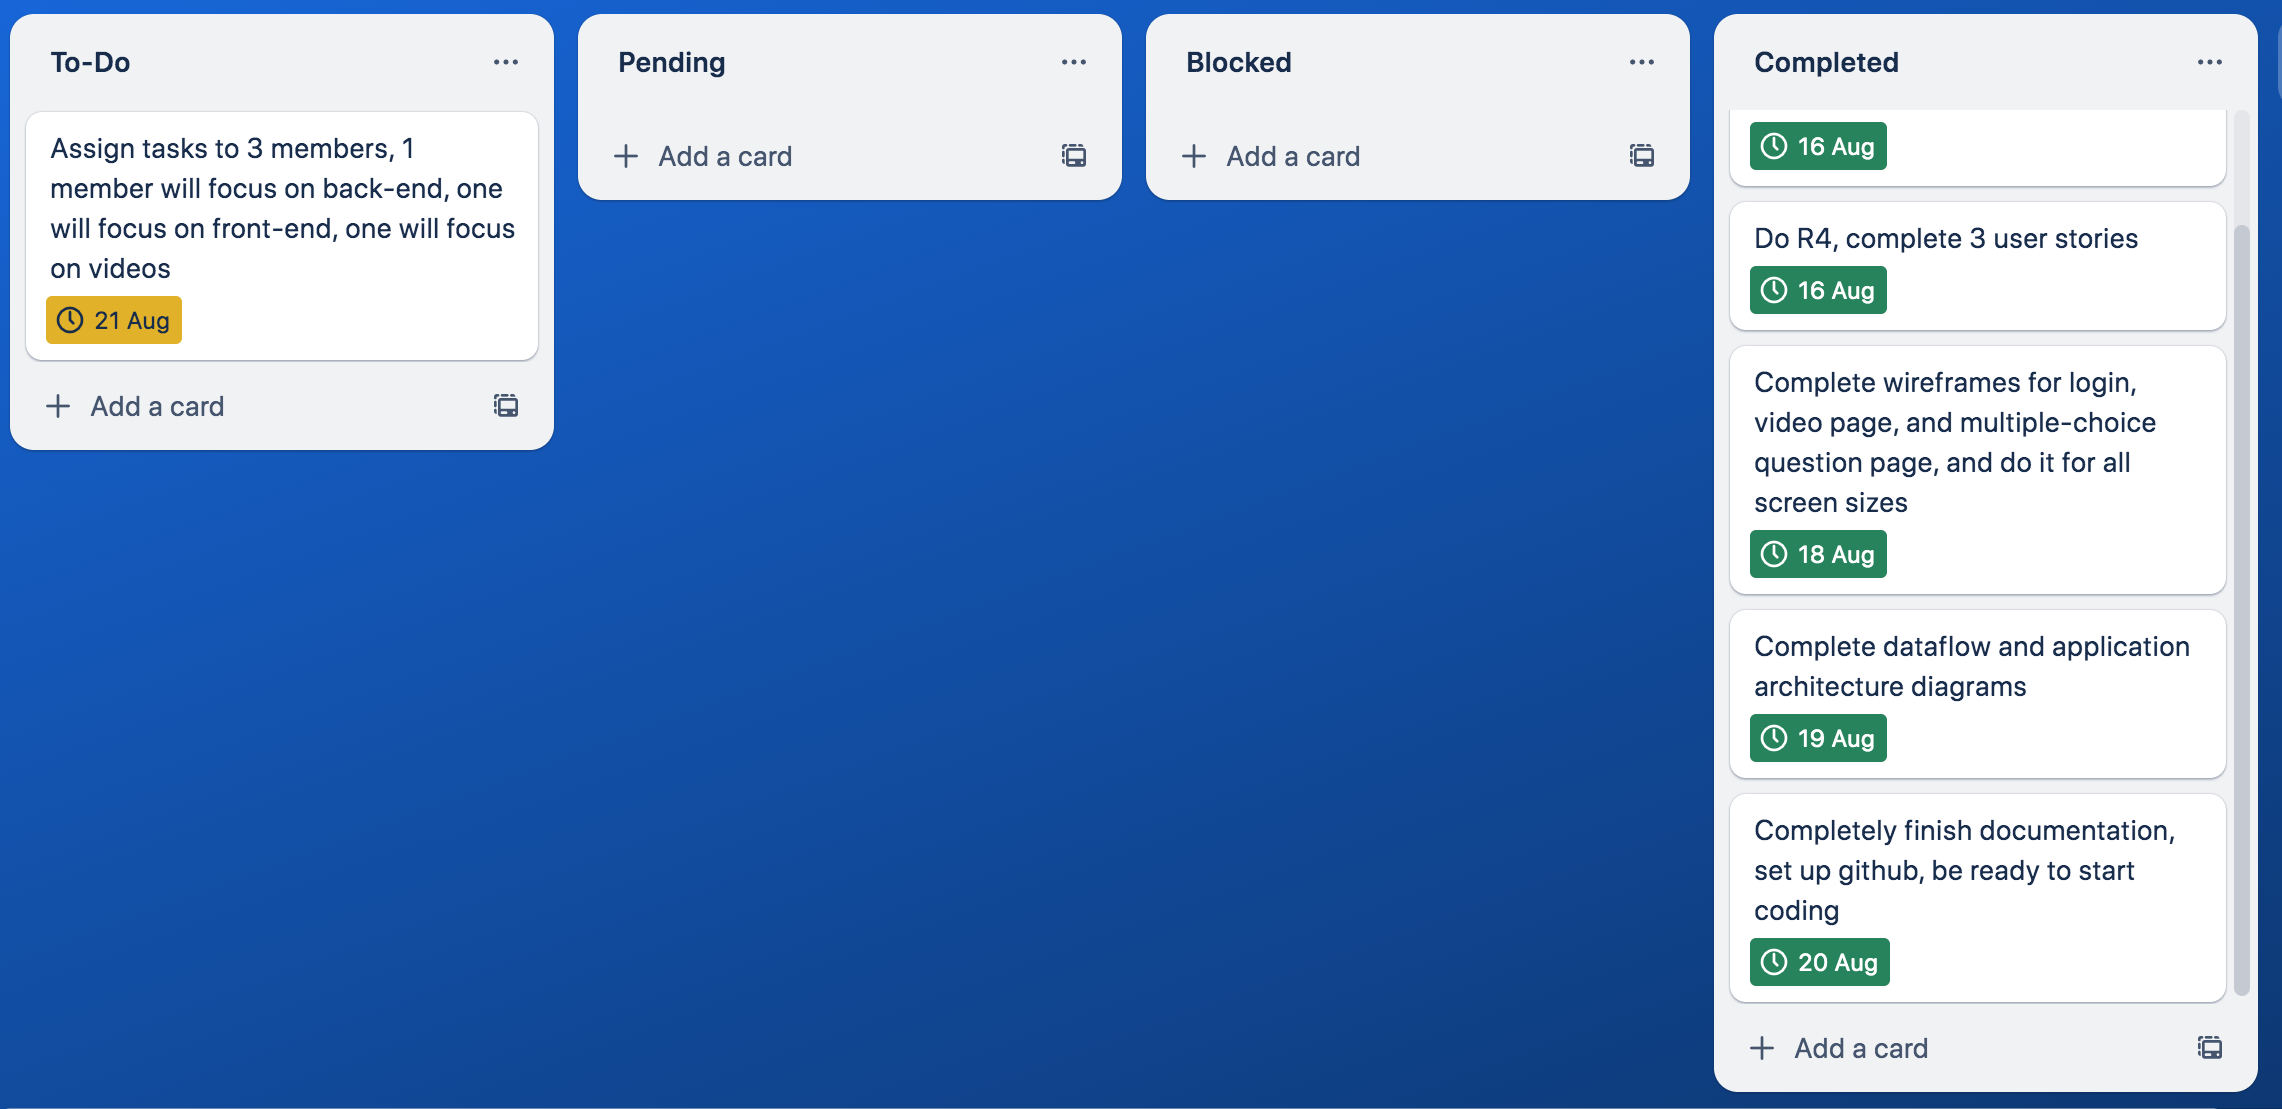 To-Do
Assign tasks to 3 members, 1
member will focus on back-end, one
will focus on front-end, one will focus
on videos
21 Aug
Add a card
Pending
Add a card
Blocked
Add a card
Completed
16 Aug
Do R4, complete 3 user stories
16 Aug
Complete wireframes for login,
video page, and multiple-choice
question page, and do it for all
screen sizes
18 Aug
Complete dataflow and application
architecture diagrams
19 Aug
Completely finish documentation,
set up github, be ready to start
coding
20 Aug
Add a card